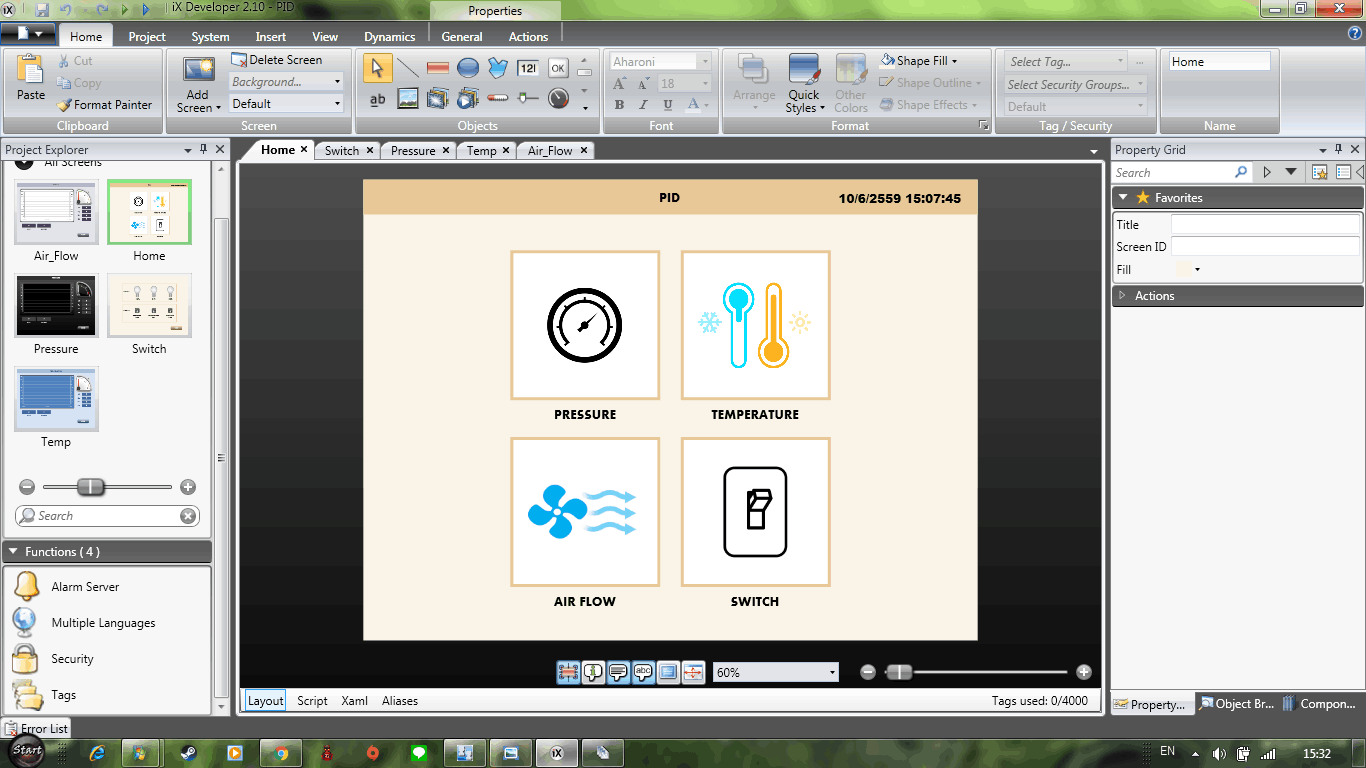 iX
iX Developer 2.10 - PID
Properties
Home
Project
System
Insert
View
Dynamics
General
Actions
Paste
Cut
Copy
Format Painter
Clipboard
Add Screen
Delete Screen
Background...
Default
Screen
ab
12
OK
Objects
Aharoni
18
A A
B I U A
Font
Arrange
Quick Styles
Other Colors
Shape Fill
Shape Outline
Shape Effects
Format
Select Tag...
...
Select Security Groups...
Default
Tag / Security
Home
Name
Project Explorer
All Screens
Air_Flow
Home
Pressure
Switch
Temp
Search
Functions ( 4 )
Alarm Server
Multiple Languages
Security
Tags
Error List
Home
Switch
Pressure
Temp
Air_Flow
PID
10/6/2559 15:07:45
PRESSURE
TEMPERATURE
AIR FLOW
SWITCH
abc
60%
Layout
Script
Xaml
Aliases
Tags used: 0/4000
Property Grid
Search
Favorites
Title
Screen ID
Fill
Actions
Property...
Object Br...
Compon...
Start
iX
EN
15:32